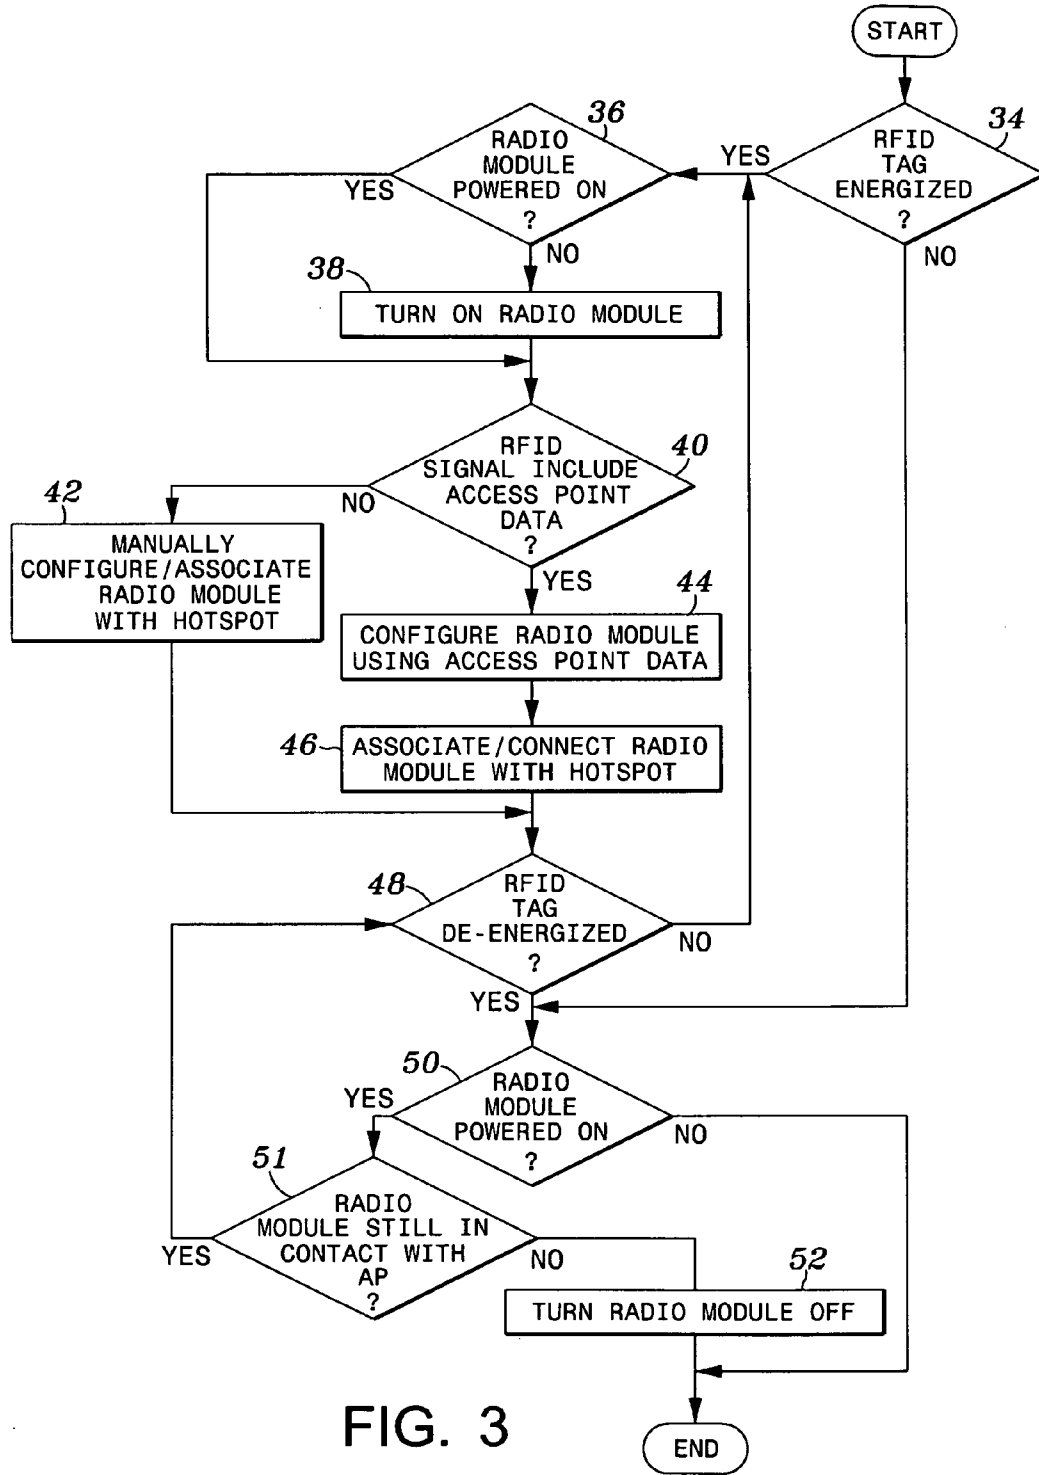 START
36
RADIO
MODULE
POWERED ON
?
YES
NO
34
RFID
TAG
ENERGIZED
?
YES
NO
38
TURN ON RADIO MODULE
40
RFID
SIGNAL INCLUDE
ACCESS POINT
DATA
?
NO
YES
42
MANUALLY
CONFIGURE/ASSOCIATE
RADIO MODULE
WITH HOTSPOT
44
CONFIGURE RADIO MODULE
USING ACCESS POINT DATA
46
ASSOCIATE/CONNECT RADIO
MODULE WITH HOTSPOT
48
RFID
TAG
DE-ENERGIZED
?
NO
YES
50
RADIO
MODULE
POWERED ON
?
YES
NO
51
RADIO
MODULE STILL IN
CONTACT WITH
AP
?
YES
NO
52
TURN RADIO MODULE OFF
END
FIG. 3